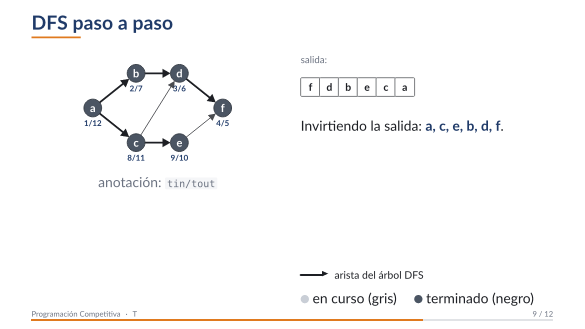 DFS paso a paso
b d
2/7 3/6
a f
1/12 4/5
c e
8/11 9/10
anotación: tin/tout
salida:
f d b e c a
Invirtiendo la salida: a, c, e, b, d, f.
arista del árbol DFS
en curso (gris) terminado (negro)
Programación Competitiva · T 9 / 12